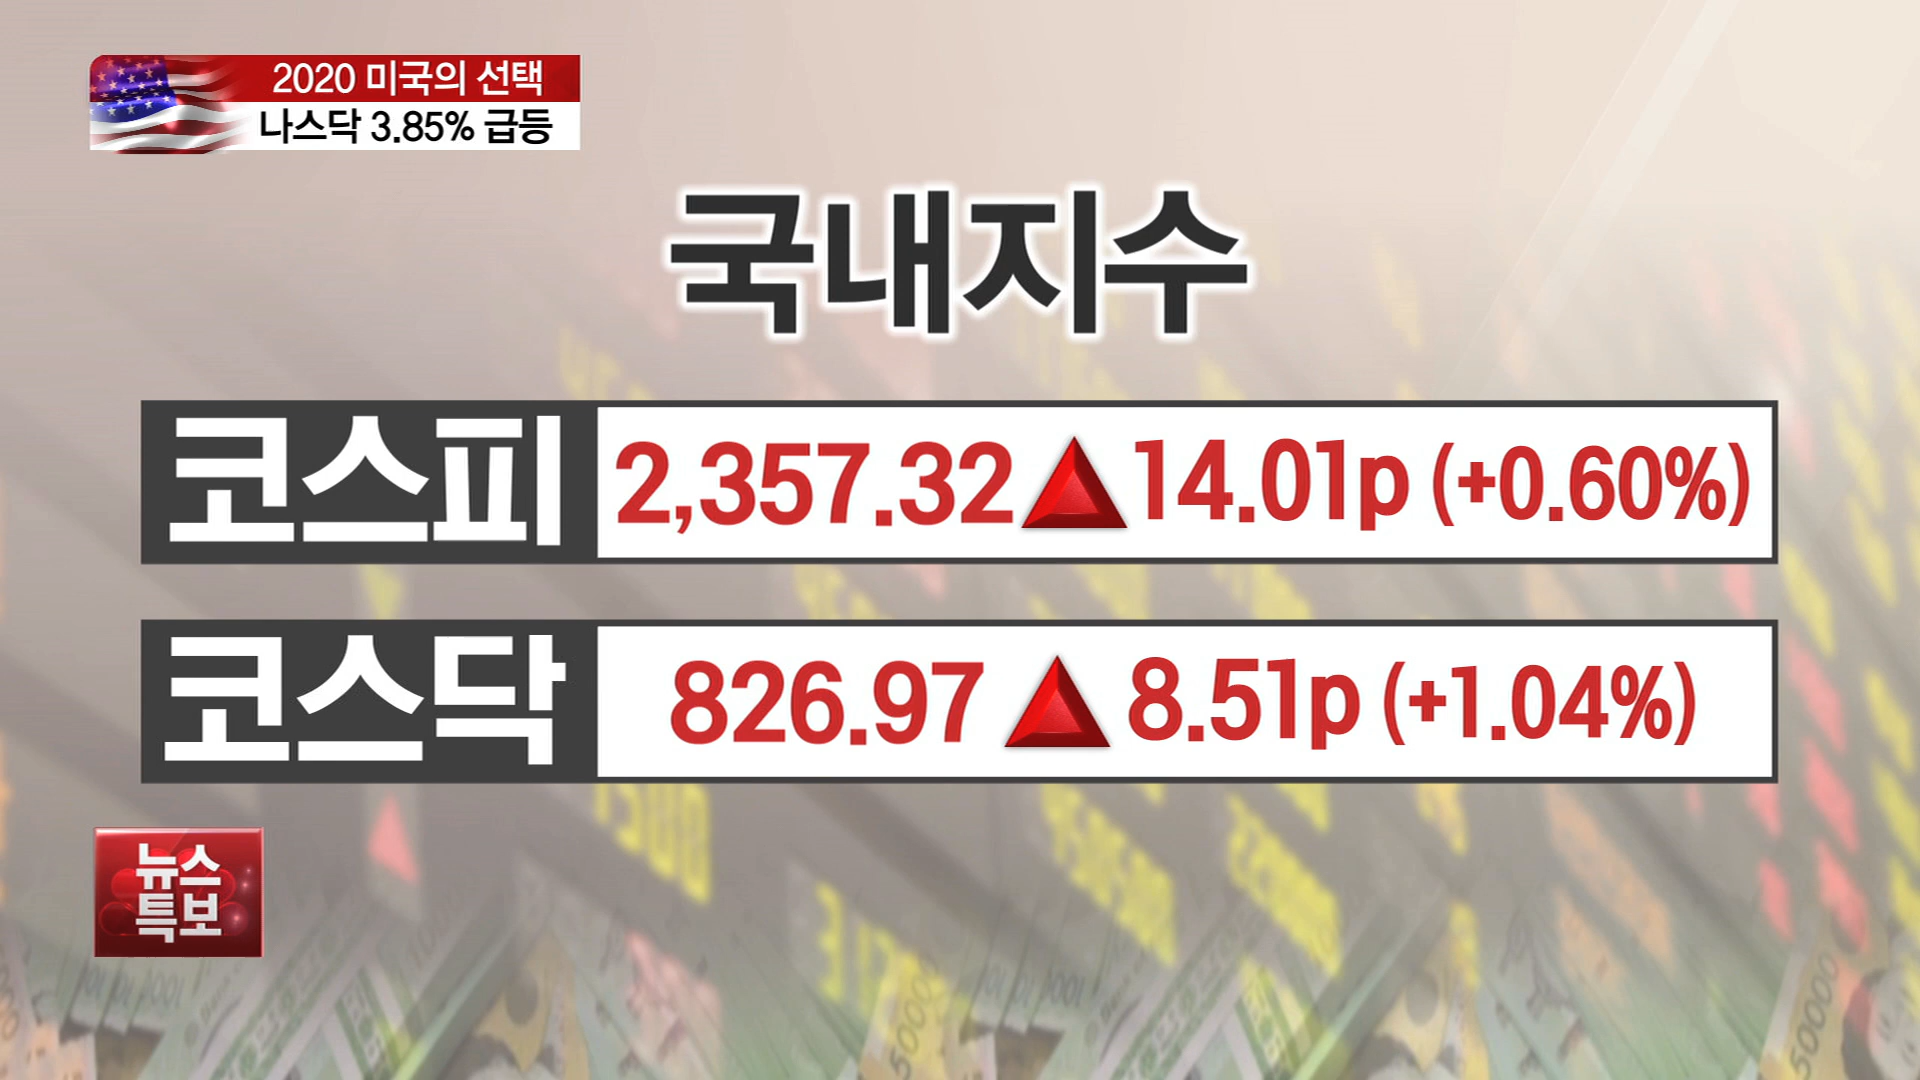 2020 미국의 선택
나스닥 3.85% 급등
국내지수
코스피 2,357.32 ▲ 14.01p (+0.60%)
코스닥 826.97 ▲ 8.51p (+1.04%)
뉴스
특보